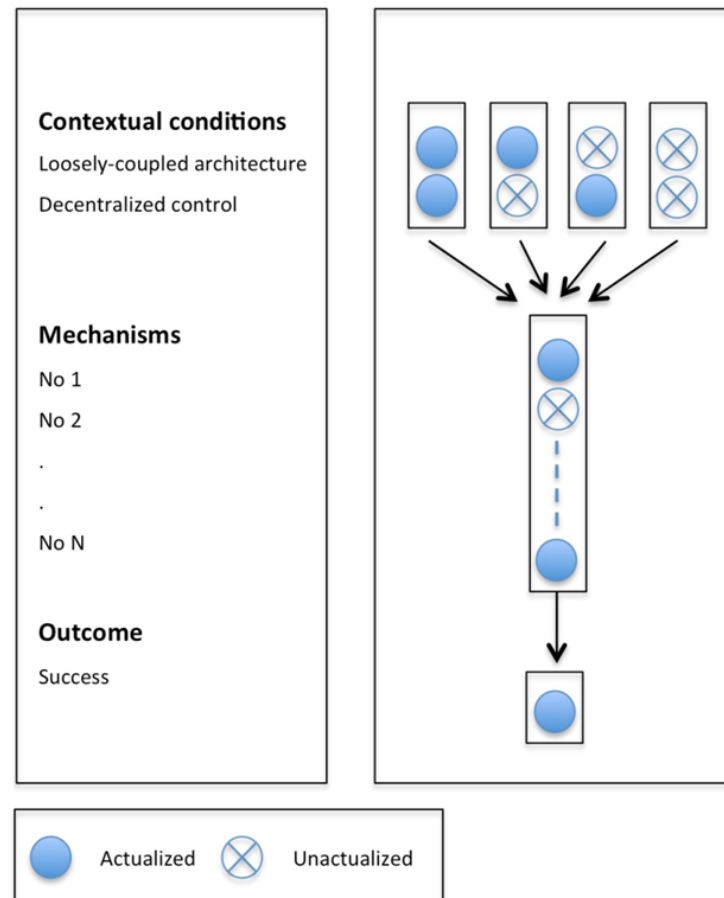 Contextual conditions
Loosely-coupled architecture
Decentralized control
Mechanisms
No 1
No 2
.
.
No N
Outcome
Success
Actualized
Unactualized